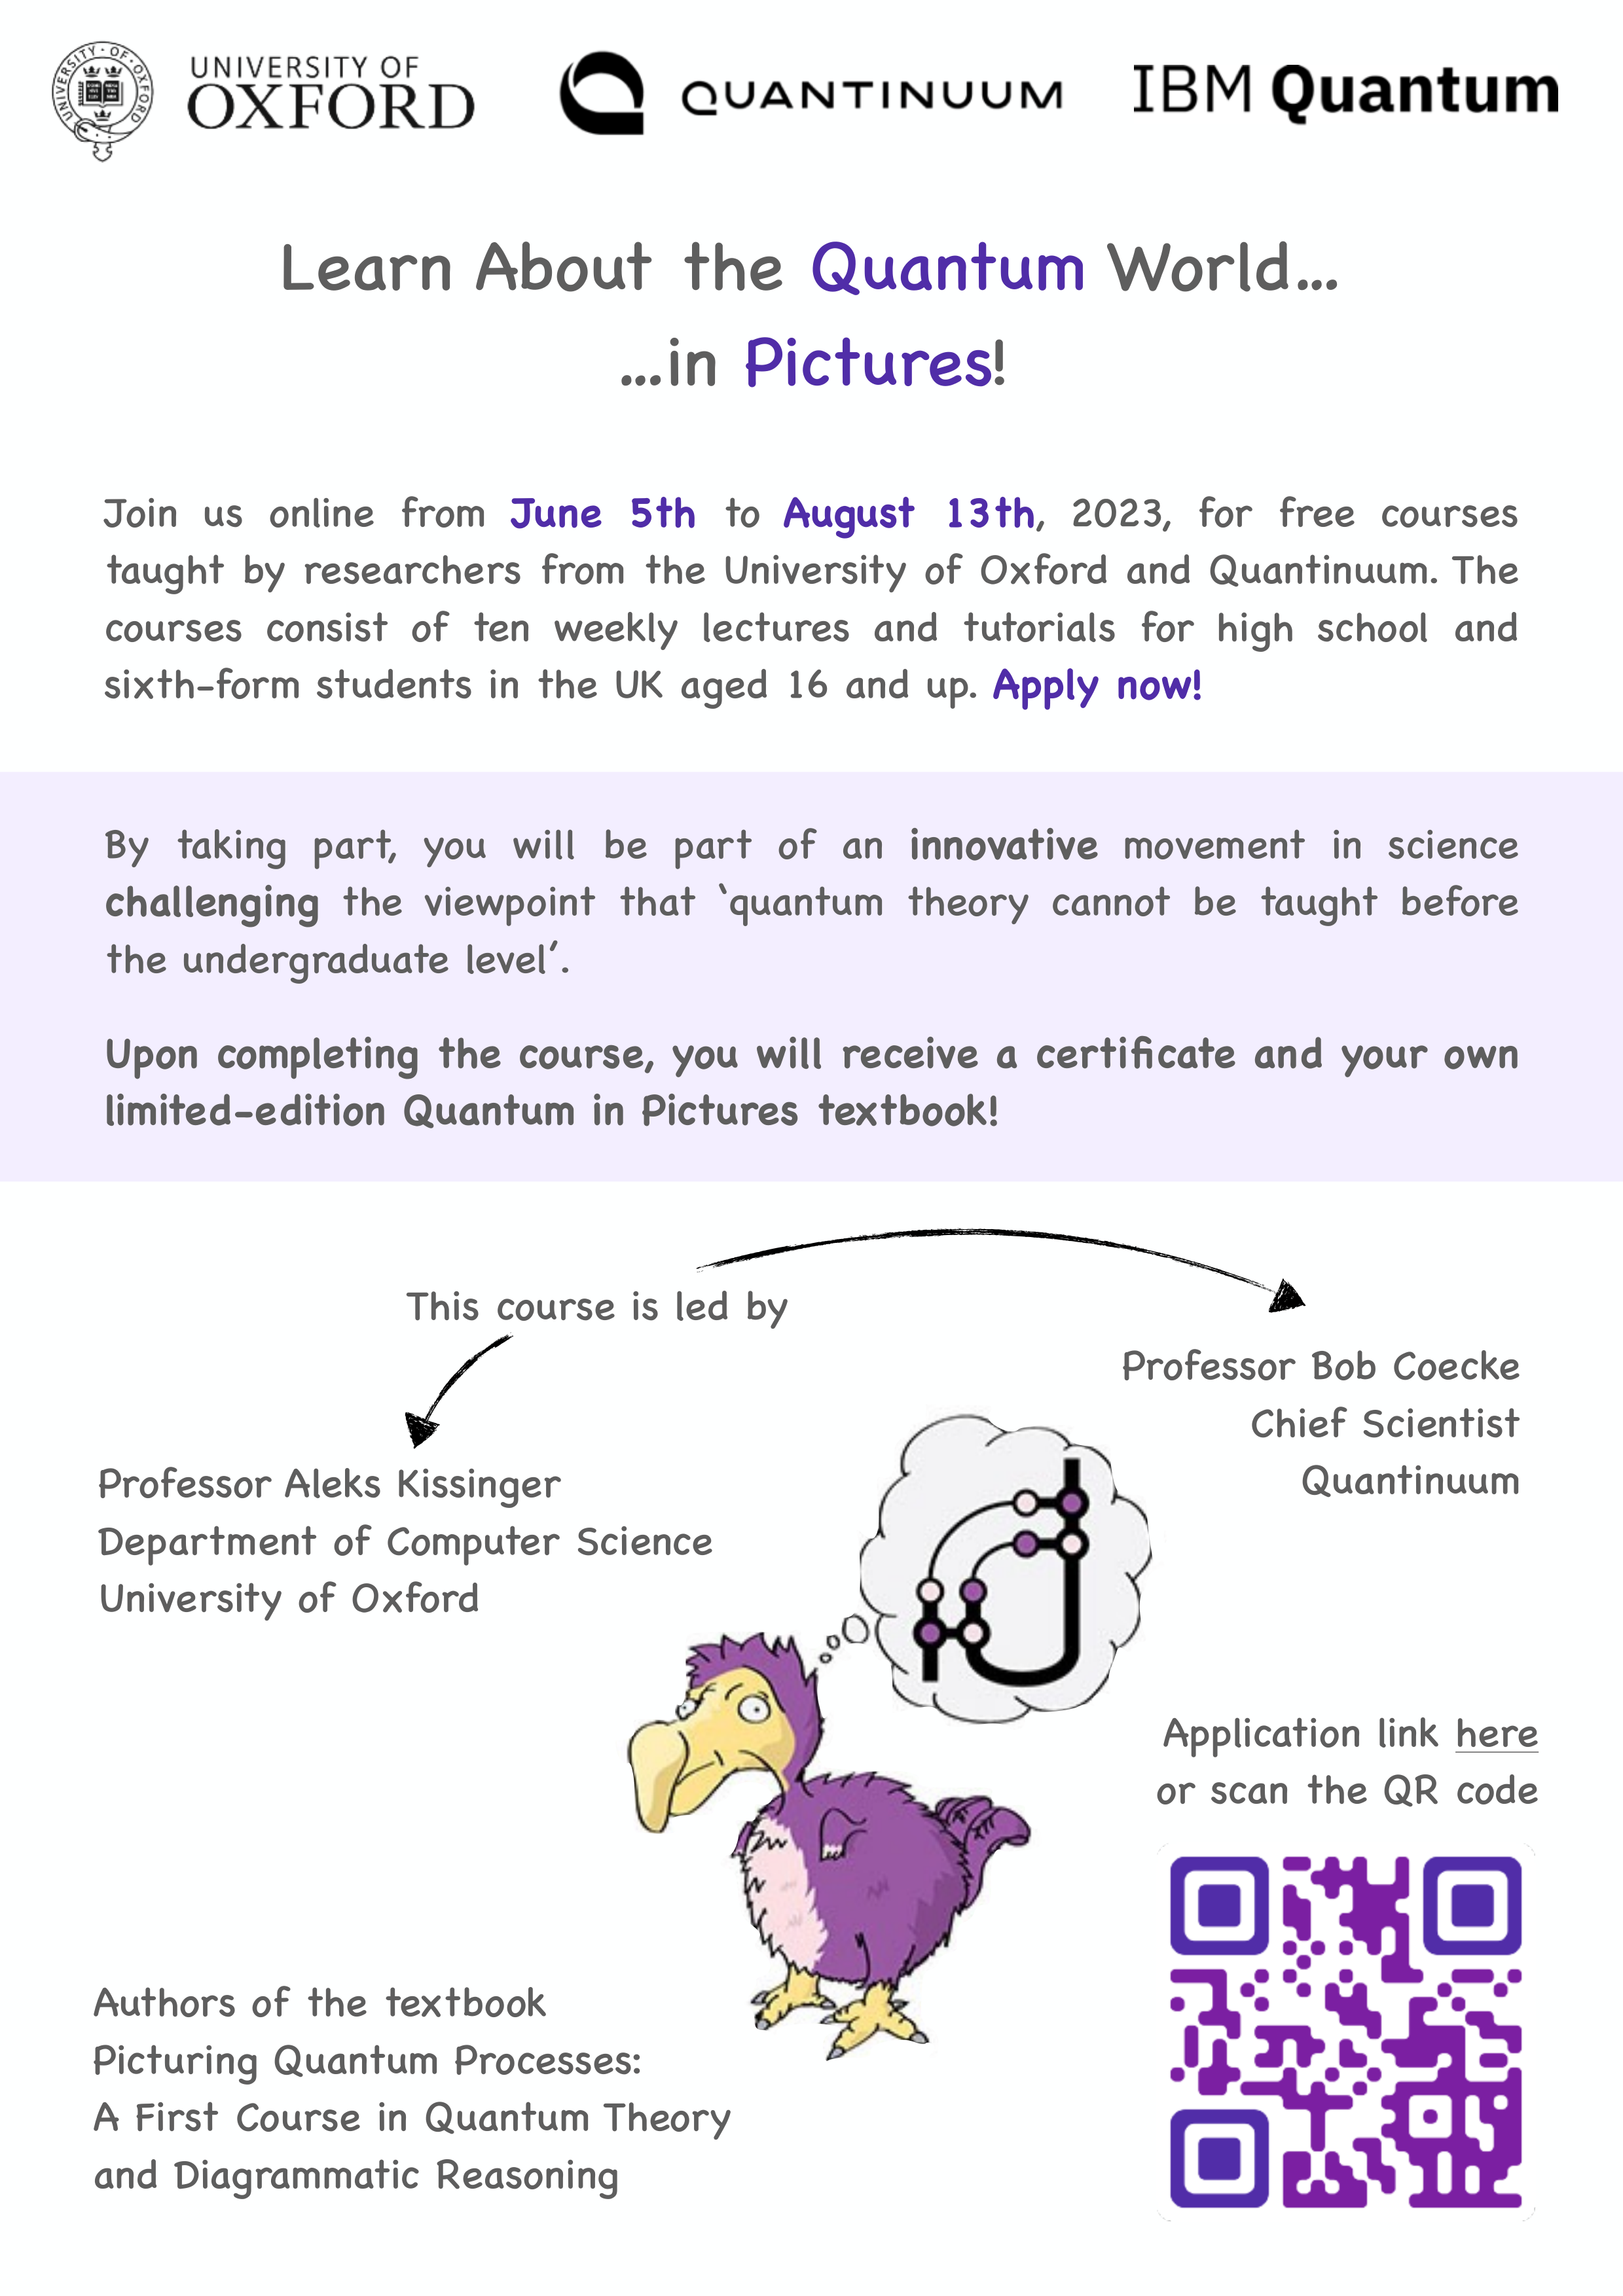 UNIVERSITY OF OXFORD
UNIVERSITY OF
OXFORD
QUANTINUUM
IBM Quantum
Learn About the Quantum World...
...in Pictures!
Join us online from June 5th to August 13th, 2023, for free courses
taught by researchers from the University of Oxford and Quantinuum. The
courses consist of ten weekly lectures and tutorials for high school and
sixth-form students in the UK aged 16 and up. Apply now!
By taking part, you will be part of an innovative movement in science
challenging the viewpoint that ‘quantum theory cannot be taught before
the undergraduate level’.
Upon completing the course, you will receive a certificate and your own
limited-edition Quantum in Pictures textbook!
This course is led by
Professor Bob Coecke
Chief Scientist
Quantinuum
Professor Aleks Kissinger
Department of Computer Science
University of Oxford
Application link here
or scan the QR code
Authors of the textbook
Picturing Quantum Processes:
A First Course in Quantum Theory
and Diagrammatic Reasoning